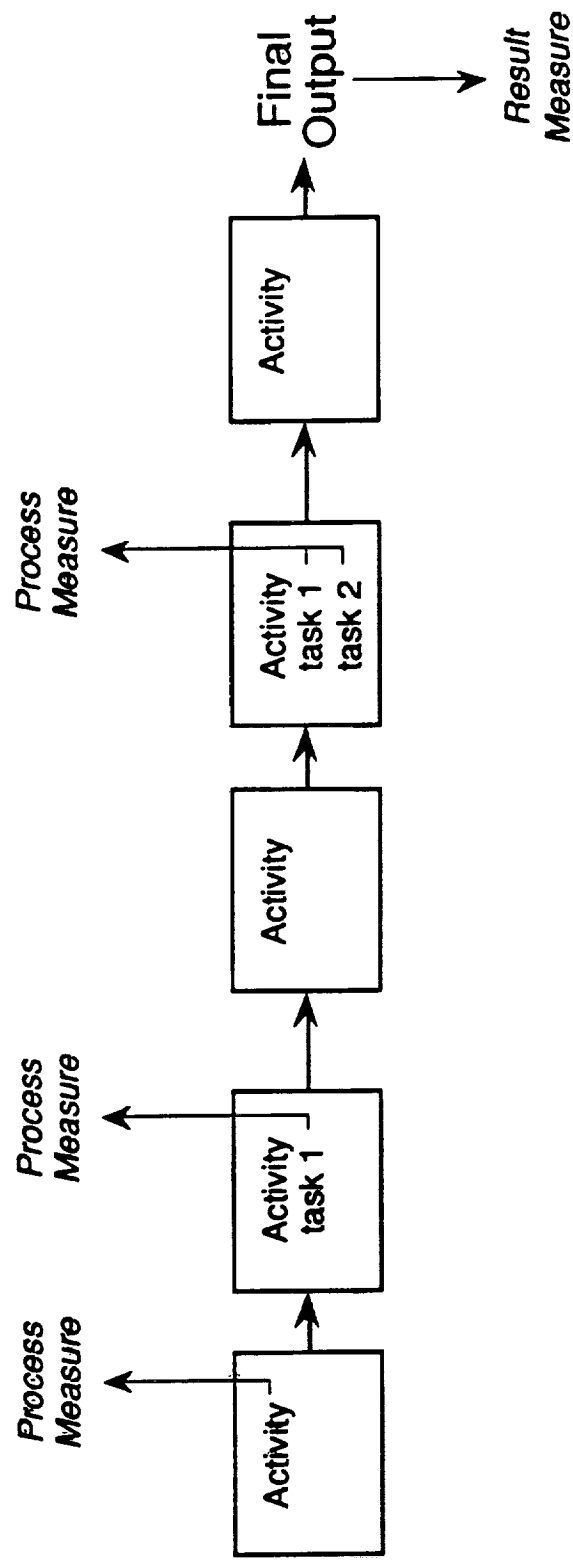 Process
Measure
Process
Measure
Process
Measure
Activity
Activity
task 1
Activity
Activity
task 1
task 2
Activity
Final
Output
Result
Measure